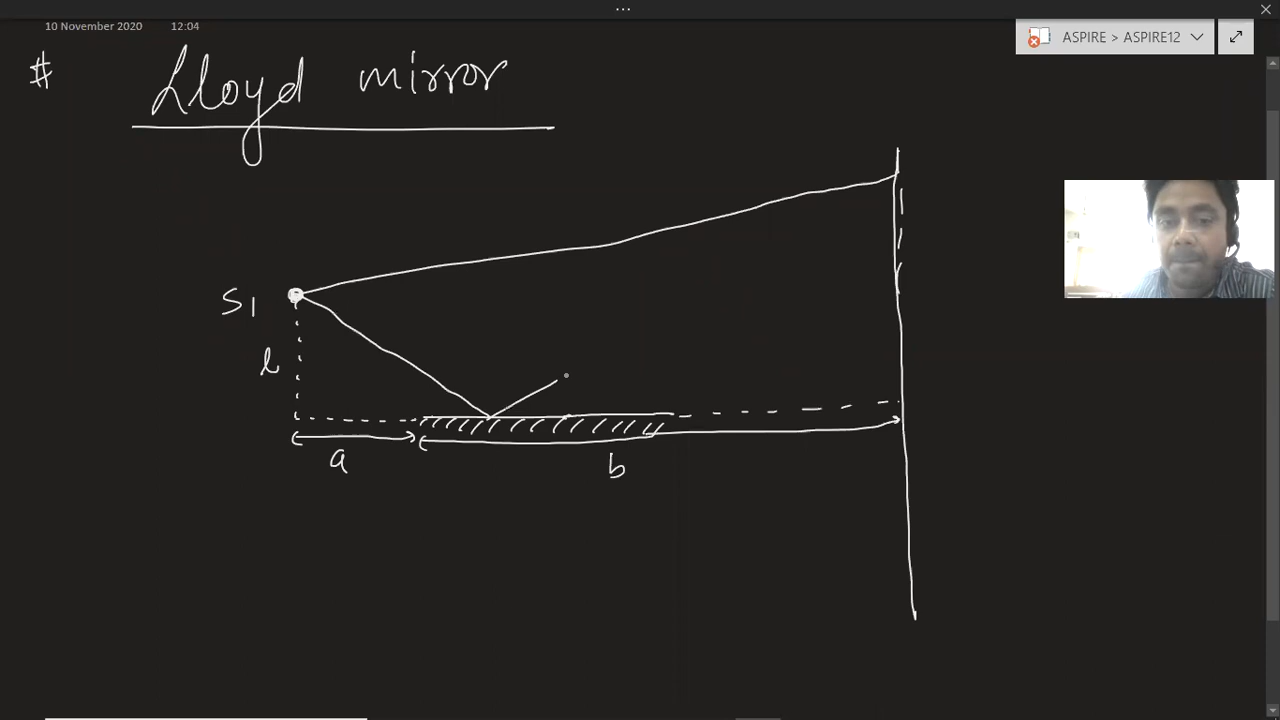 10 November 2020 12:04
ASPIRE > ASPIRE12
# Lloyd mirror
S1
l
a
b